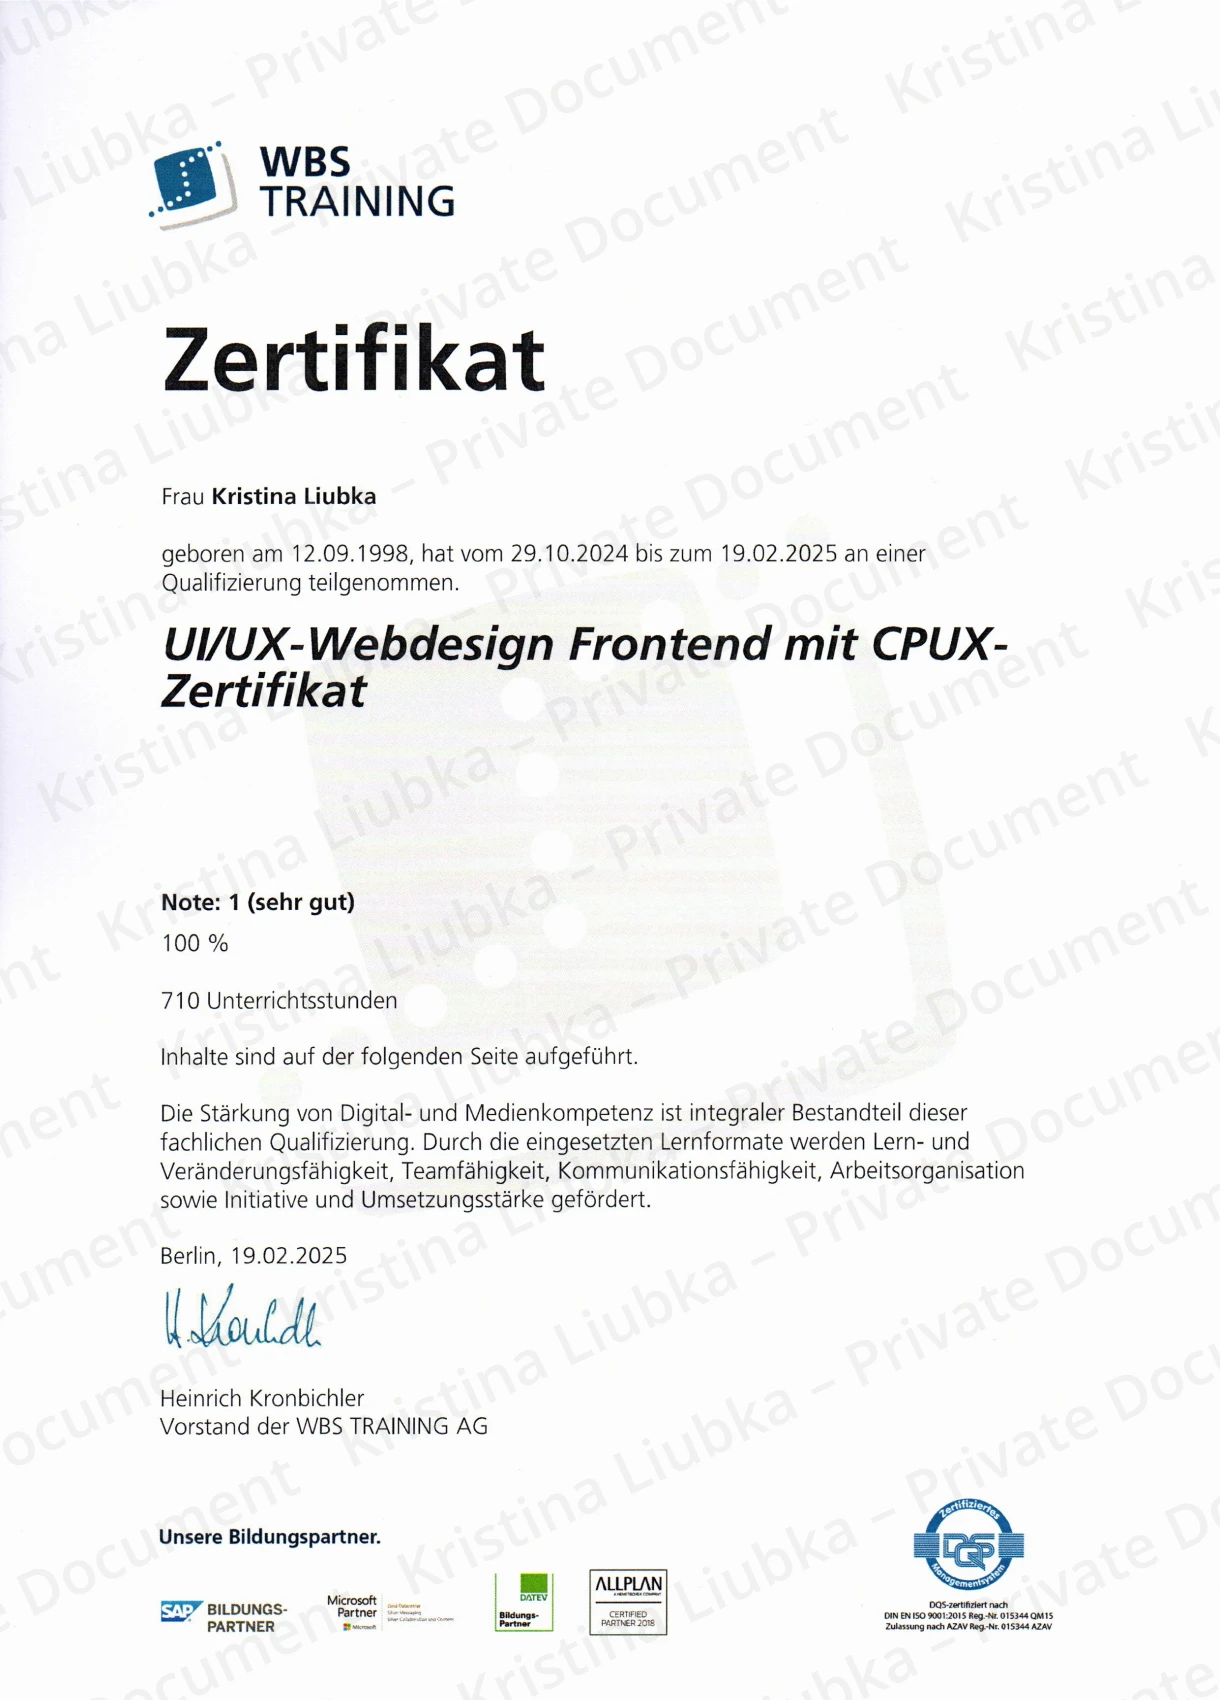 WBS
TRAINING
Zertifikat
Frau Kristina Liubka
geboren am 12.09.1998, hat vom 29.10.2024 bis zum 19.02.2025 an einer
Qualifizierung teilgenommen.
UI/UX-Webdesign Frontend mit CPUX-
Zertifikat
Note: 1 (sehr gut)
100 %
710 Unterrichtsstunden
Inhalte sind auf der folgenden Seite aufgeführt.
Die Stärkung von Digital- und Medienkompetenz ist integraler Bestandteil dieser
fachlichen Qualifizierung. Durch die eingesetzten Lernformate werden Lern- und
Veränderungsfähigkeit, Teamfähigkeit, Kommunikationsfähigkeit, Arbeitsorganisation
sowie Initiative und Umsetzungsstärke gefördert.
Berlin, 19.02.2025
Heinrich Kronbichler
Vorstand der WBS TRAINING AG
Unsere Bildungspartner.
SAP BILDUNGS-
PARTNER
Microsoft
Partner
Microsoft
DATEV
Bildungs-
Partner
ALLPLAN
A NEMETSCHEK COMPANY
CERTIFIED
PARTNER 2018
Zertifiziertes
DQS
Managementsystem
DQS-zertifiziert nach
DIN EN ISO 9001:2015 Reg.-Nr. 015344 QM15
Zulassung nach AZAV Reg.-Nr. 015344 AZAV
Kristina Liubka – Private Document